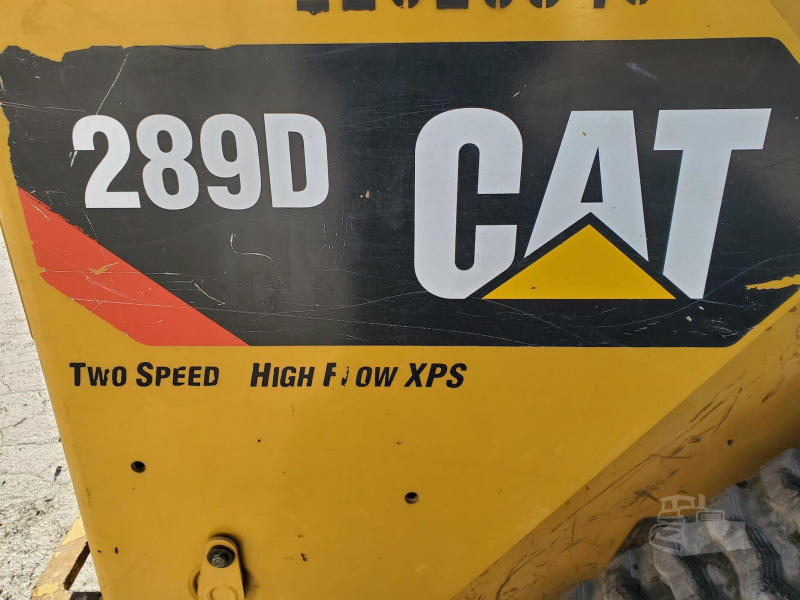 289D CAT
TWO SPEED HIGH FLOW XPS